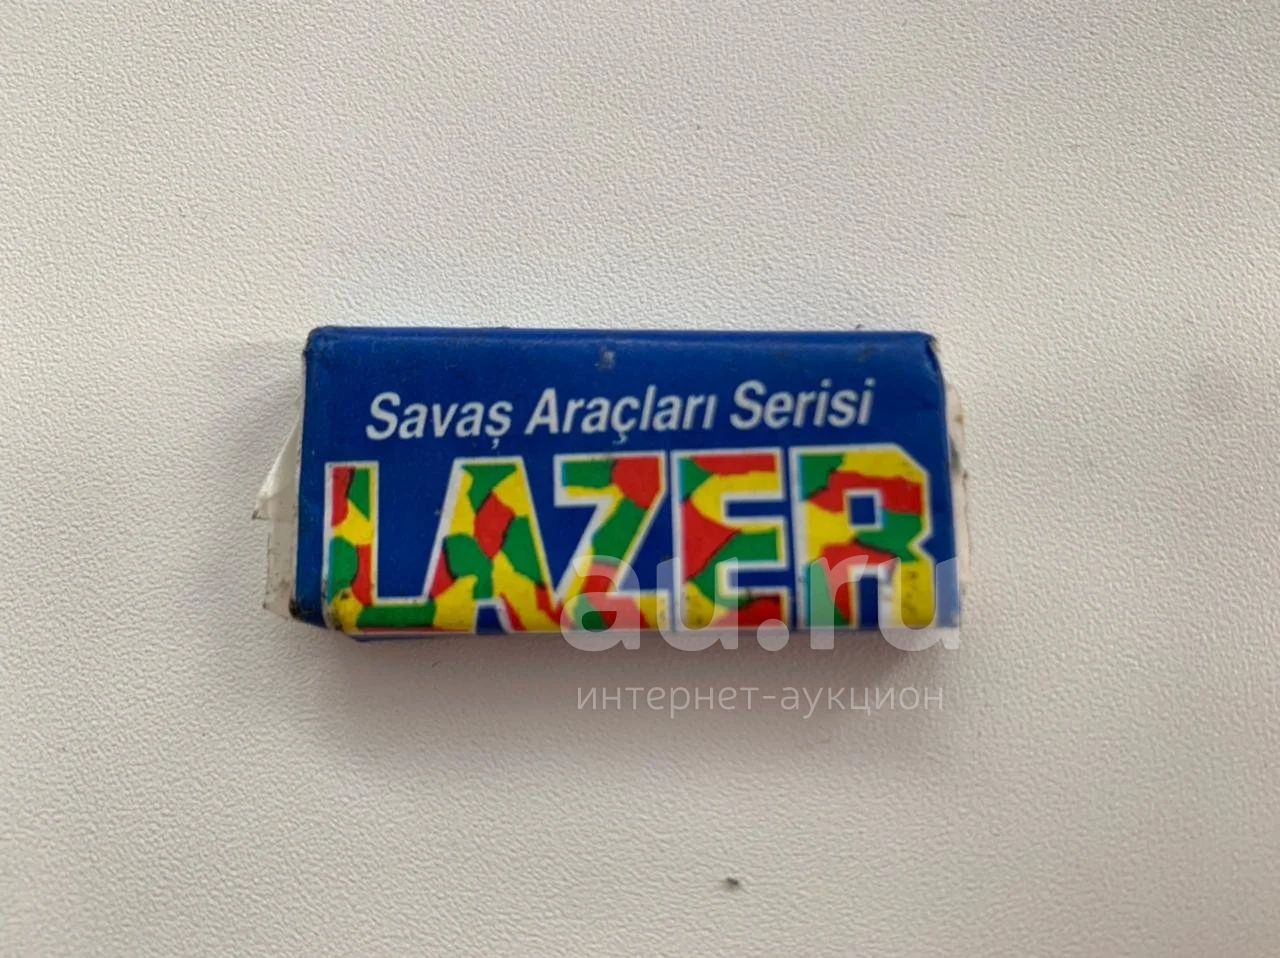 Savaş Araçları Serisi
LAZER
au.ru
интернет-аукцион